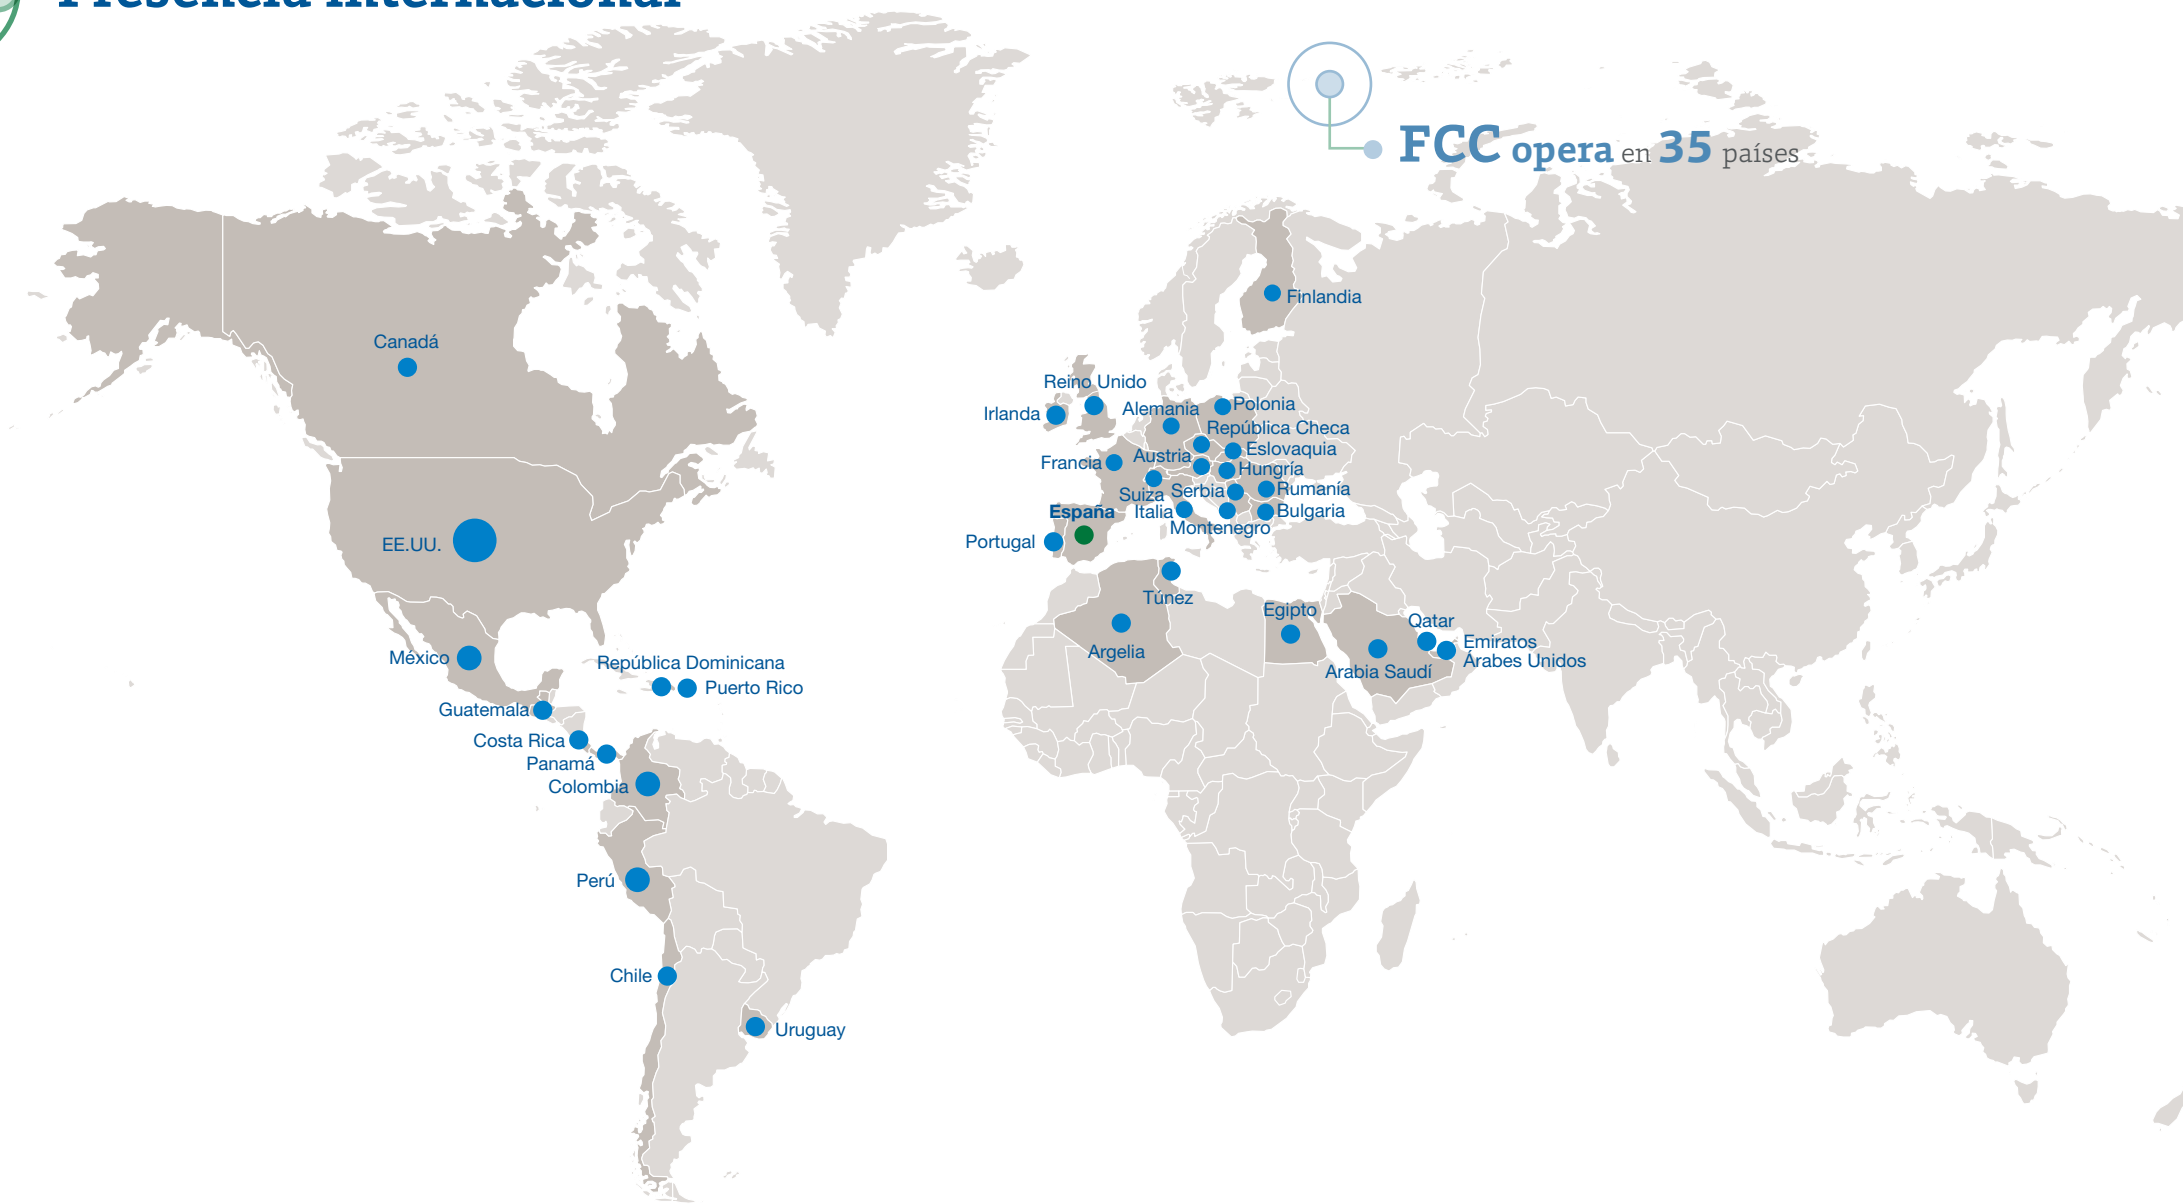 Presencia internacional
FCC opera en 35 países
Finlandia
Canadá
Reino Unido
Irlanda
Alemania
Polonia
República Checa
Francia
Austria
Eslovaquia
Hungría
Suiza
Serbia
Rumanía
España
Italia
Bulgaria
Montenegro
Portugal
EE.UU.
Túnez
Egipto
Qatar
Argelia
Emiratos
Árabes Unidos
Arabia Saudí
México
República Dominicana
Puerto Rico
Guatemala
Costa Rica
Panamá
Colombia
Perú
Chile
Uruguay